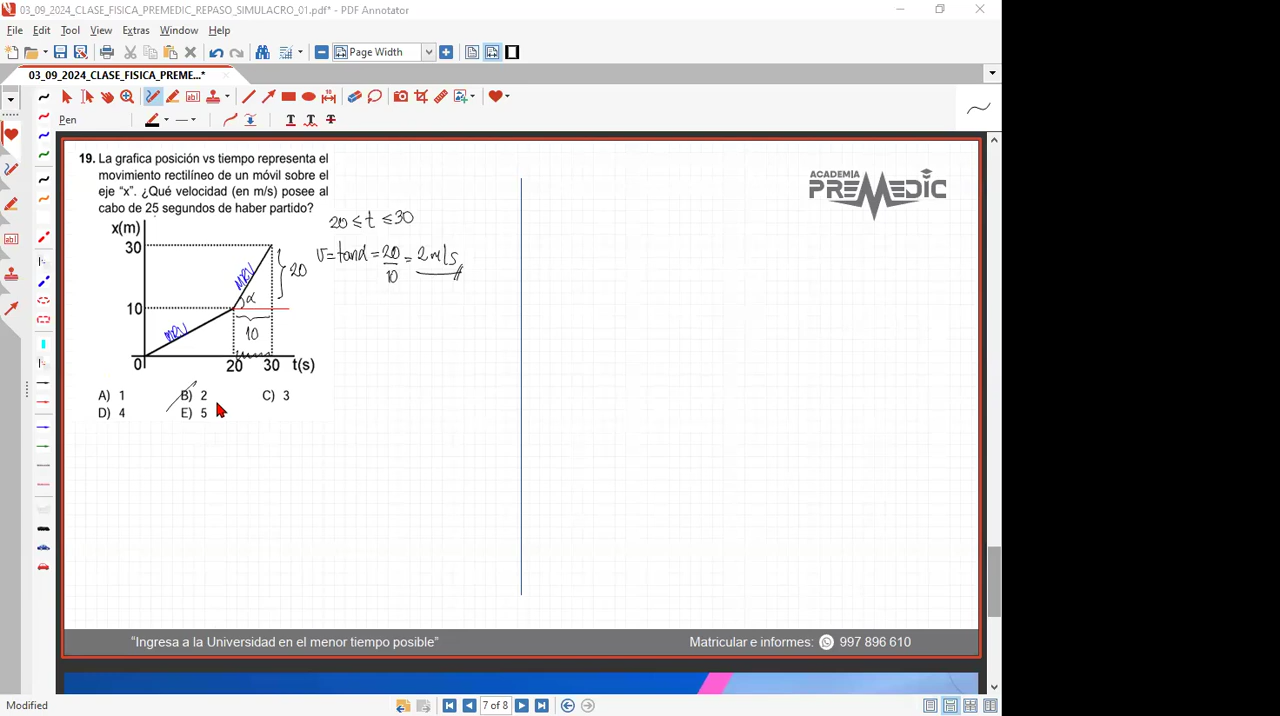 03_09_2024_CLASE_FISICA_PREMEDIC_REPASO_SIMULACRO_01.pdf* - PDF Annotator
File Edit Tool Extras Window Help
Page Width
03_09_2024_CLASE_FISICA_PREME...*
Pen
19. La grafica posición vs tiempo representa el
movimiento rectilíneo de un móvil sobre el
eje “x”. ¿Qué velocidad (en m/s) posee al
cabo de 25 segundos de haber partido?
x(m)
30
10
0
20
30
t(s)
MRU
MRU
α
20
10
20 ≤ t ≤ 30
v = tanα = 20/10 = 2 m/s
A) 1 B) 2 C) 3
D) 4 E) 5
ACADEMIA
PREMEDIC
“Ingresa a la Universidad en el menor tiempo posible”
Matricular e informes: 997 896 610
Modified
7 of 8